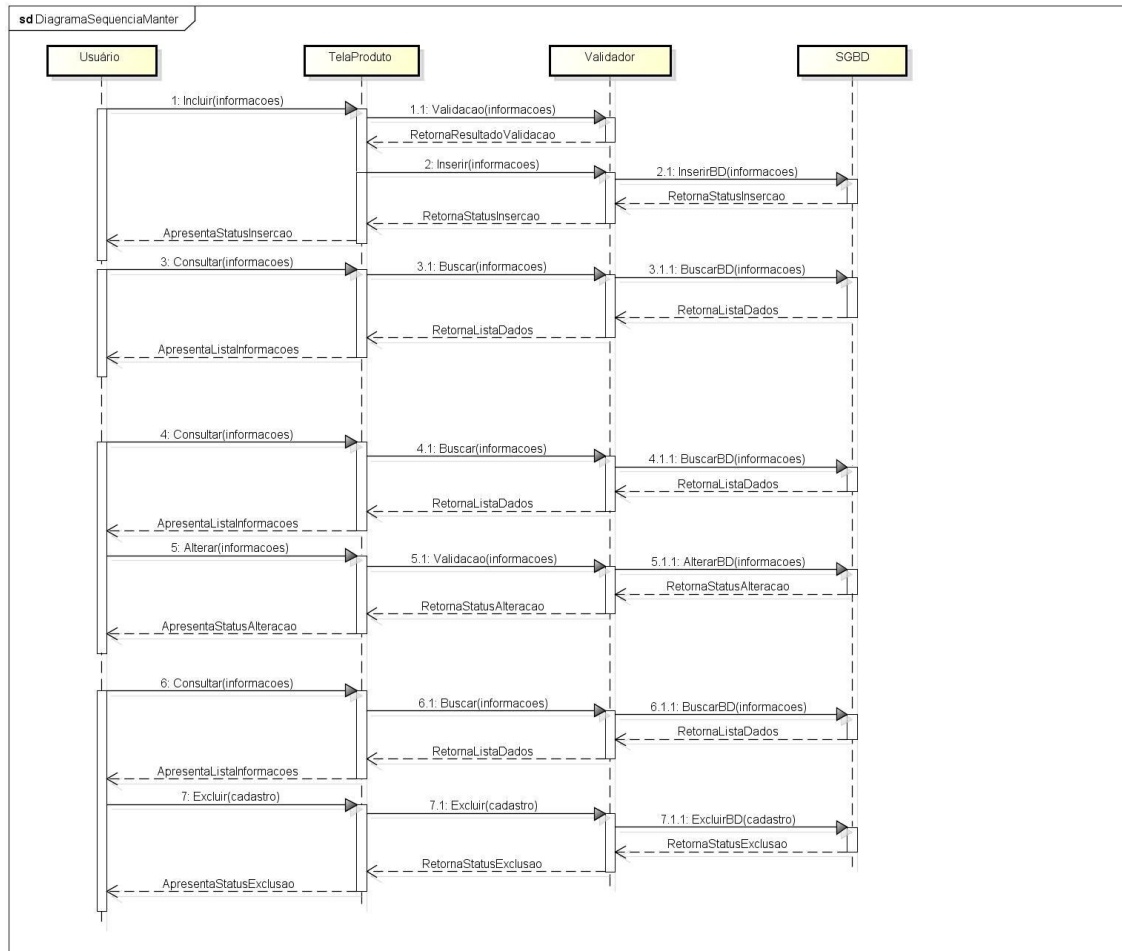 sd DiagramaSequenciaManter
Usuário
TelaProduto
Validador
SGBD
1: Incluir(informacoes)
1.1: Validacao(informacoes)
RetornaResultadoValidacao
2: Inserir(informacoes)
2.1: InserirBD(informacoes)
RetornaStatusInsercao
RetornaStatusInsercao
ApresentaStatusInsercao
3: Consultar(informacoes)
3.1: Buscar(informacoes)
3.1.1: BuscarBD(informacoes)
RetornaListaDados
RetornaListaDados
ApresentaListaInformacoes
4: Consultar(informacoes)
4.1: Buscar(informacoes)
4.1.1: BuscarBD(informacoes)
RetornaListaDados
RetornaListaDados
ApresentaListaInformacoes
5: Alterar(informacoes)
5.1: Validacao(informacoes)
5.1.1: AlterarBD(informacoes)
RetornaStatusAlteracao
RetornaStatusAlteracao
ApresentaStatusAlteracao
6: Consultar(informacoes)
6.1: Buscar(informacoes)
6.1.1: BuscarBD(informacoes)
RetornaListaDados
RetornaListaDados
ApresentaListaInformacoes
7: Excluir(cadastro)
7.1: Excluir(cadastro)
7.1.1: ExcluirBD(cadastro)
RetornaStatusExclusao
RetornaStatusExclusao
ApresentaStatusExclusao